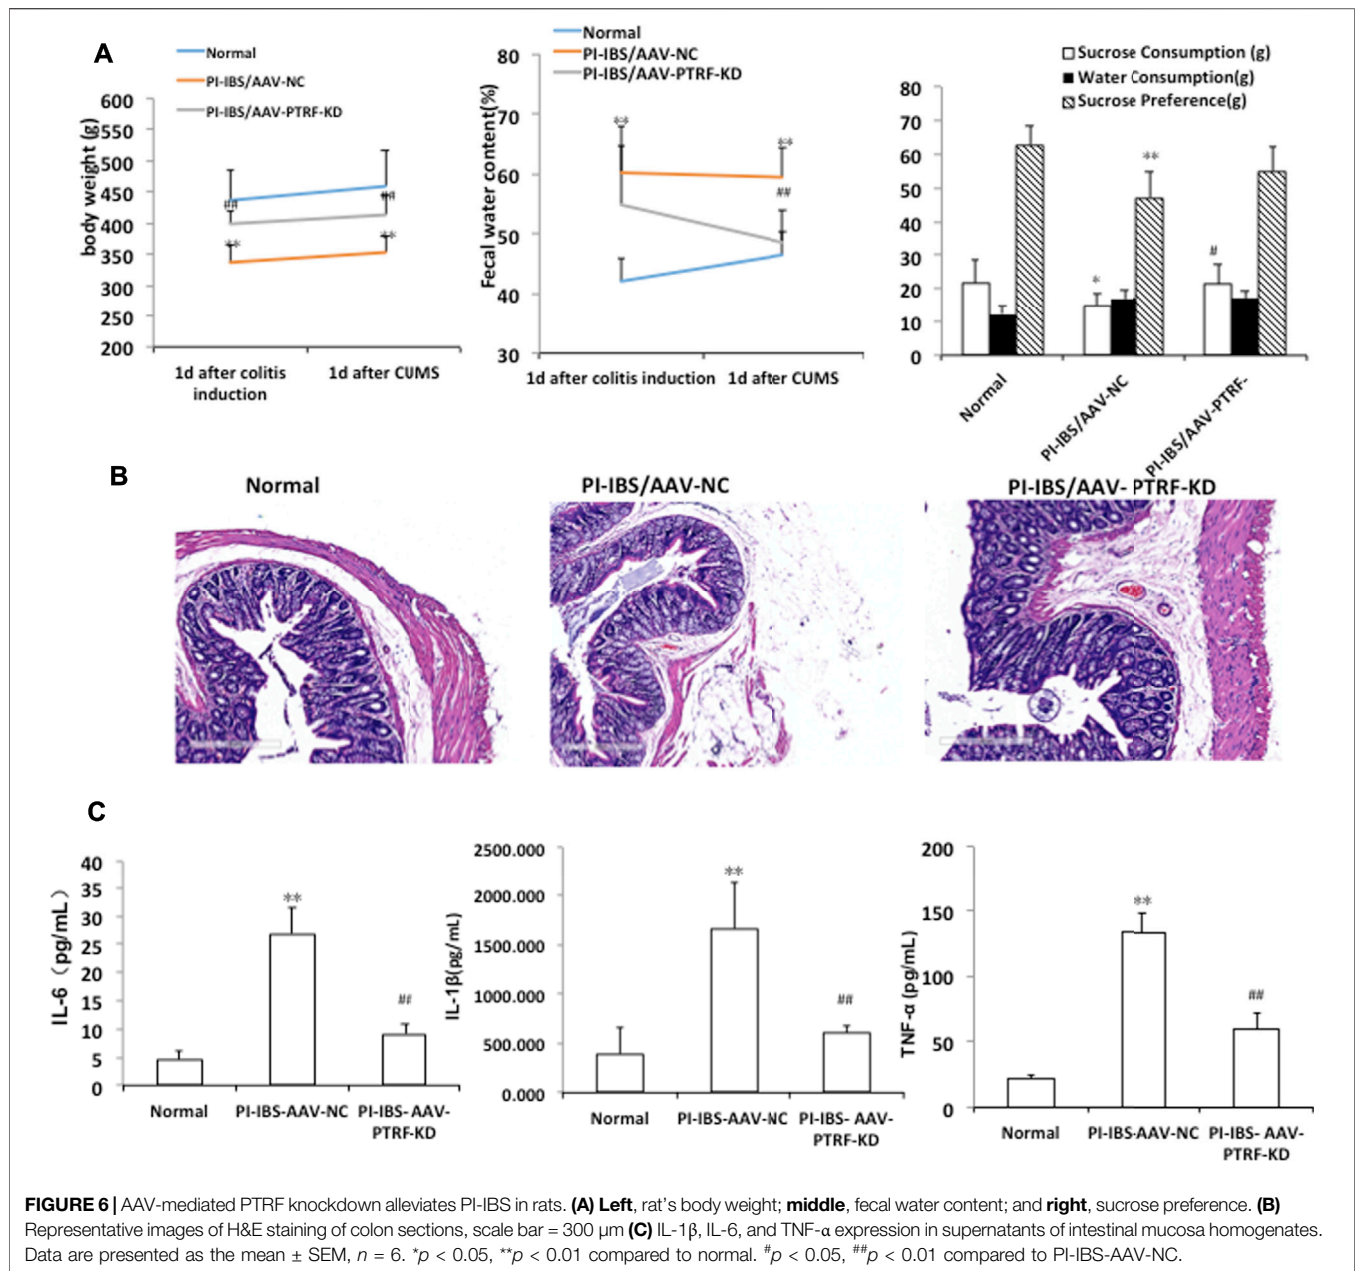 A
Normal
PI-IBS/AAV-NC
PI-IBS/AAV-PTRF-KD
body weight (g)
600
550
500
450
400
350
300
250
200
##
##
**
**
1d after colitis
induction
1d after CUMS
Normal
PI-IBS/AAV-NC
PI-IBS/AAV-PTRF-KD
Fecal water content(%)
80
70
60
50
40
30
**
**
##
1d after colitis induction
1d after CUMS
Sucrose Consumption (g)
Water Consumption(g)
Sucrose Preference(g)
80
70
60
50
40
30
20
10
0
*
**
#
Normal
PI-IBS/AAV-NC
PI-IBS/AAV-PTRF-
B
Normal
PI-IBS/AAV-NC
PI-IBS/AAV- PTRF-KD
C
IL-6 (pg/mL)
40
35
30
25
20
15
10
5
0
**
##
Normal
PI-IBS-AAV-NC
PI-IBS- AAV-
PTRF-KD
IL-1β(pg/mL)
2500.000
2000.000
1500.000
1000.000
500.000
0.000
**
##
Normal
PI-IBS-AAV-NC
PI-IBS- AAV-
PTRF-KD
TNF-α (pg/mL)
200
150
100
50
0
**
##
Normal
PI-IBS-AAV-NC
PI-IBS- AAV-
PTRF-KD
FIGURE 6 | AAV-mediated PTRF knockdown alleviates PI-IBS in rats. (A) Left, rat's body weight; middle, fecal water content; and right, sucrose preference. (B)
Representative images of H&E staining of colon sections, scale bar = 300 μm (C) IL-1β, IL-6, and TNF-α expression in supernatants of intestinal mucosa homogenates.
Data are presented as the mean ± SEM, n = 6. *p < 0.05, **p < 0.01 compared to normal. #p < 0.05, ##p < 0.01 compared to PI-IBS-AAV-NC.